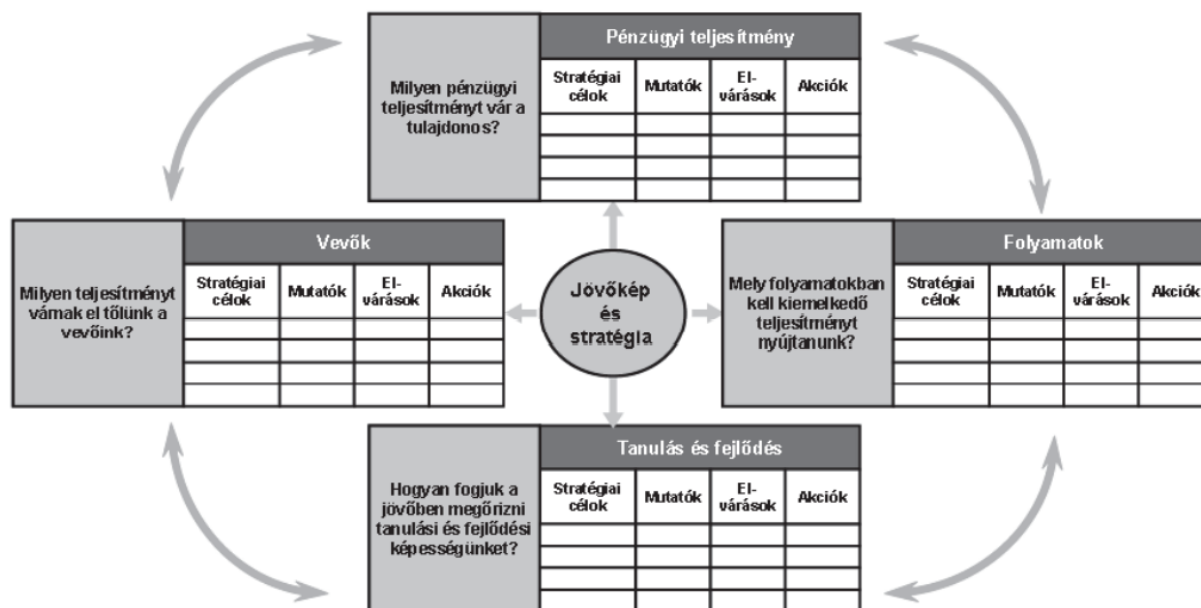 Pénzügyi teljesítmény
Milyen pénzügyi
teljesítményt vár a
tulajdonos?
Stratégiai
célok
Mutatók
El-
várások
Akciók
Vevők
Milyen teljesítményt
várnak el tőlünk a
vevőink?
Stratégiai
célok
Mutatók
El-
várások
Akciók
Jövőkép
és
stratégia
Folyamatok
Mely folyamatokban
kell kiemelkedő
teljesítményt
nyújtanunk?
Stratégiai
célok
Mutatók
El-
várások
Akciók
Tanulás és fejlődés
Hogyan fogjuk a
jövőben megőrizni
tanulási és fejlődési
képességünket?
Stratégiai
célok
Mutatók
El-
várások
Akciók